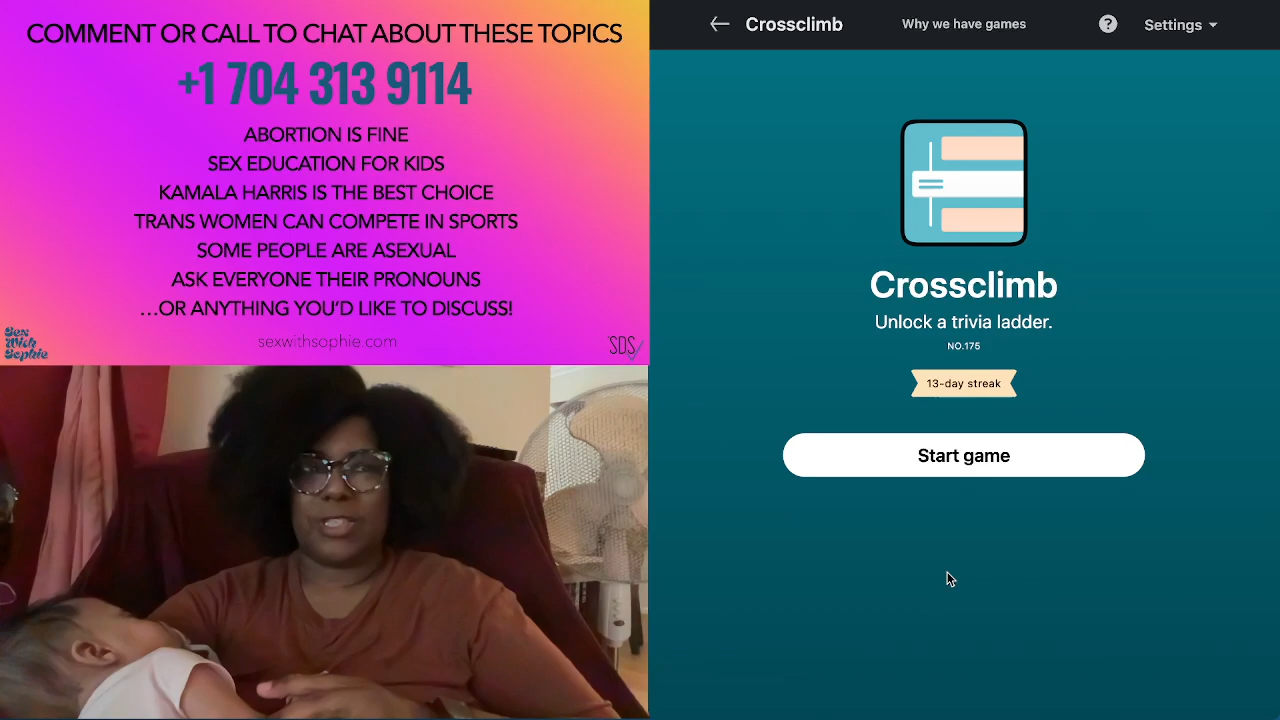 COMMENT OR CALL TO CHAT ABOUT THESE TOPICS
+1 704 313 9114
ABORTION IS FINE
SEX EDUCATION FOR KIDS
KAMALA HARRIS IS THE BEST CHOICE
TRANS WOMEN CAN COMPETE IN SPORTS
SOME PEOPLE ARE ASEXUAL
ASK EVERYONE THEIR PRONOUNS
...OR ANYTHING YOU'D LIKE TO DISCUSS!
sexwithsophie.com
Sex
With
Sophie
SDS
Crossclimb
Why we have games
?
Settings
Crossclimb
Unlock a trivia ladder.
NO.175
13-day streak
Start game